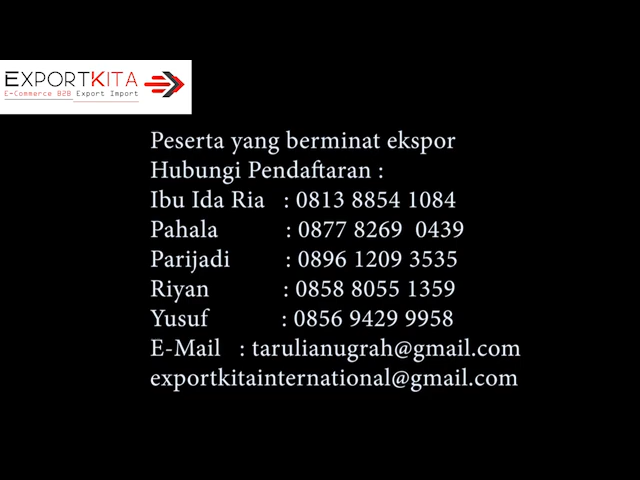 EXPORTKITA
E-Commerce B2B Export Import
Peserta yang berminat ekspor
Hubungi Pendaftaran :
Ibu Ida Ria : 0813 8854 1084
Pahala : 0877 8269 0439
Parijadi : 0896 1209 3535
Riyan : 0858 8055 1359
Yusuf : 0856 9429 9958
E-Mail : tarulianugrah@gmail.com
exportkitainternational@gmail.com